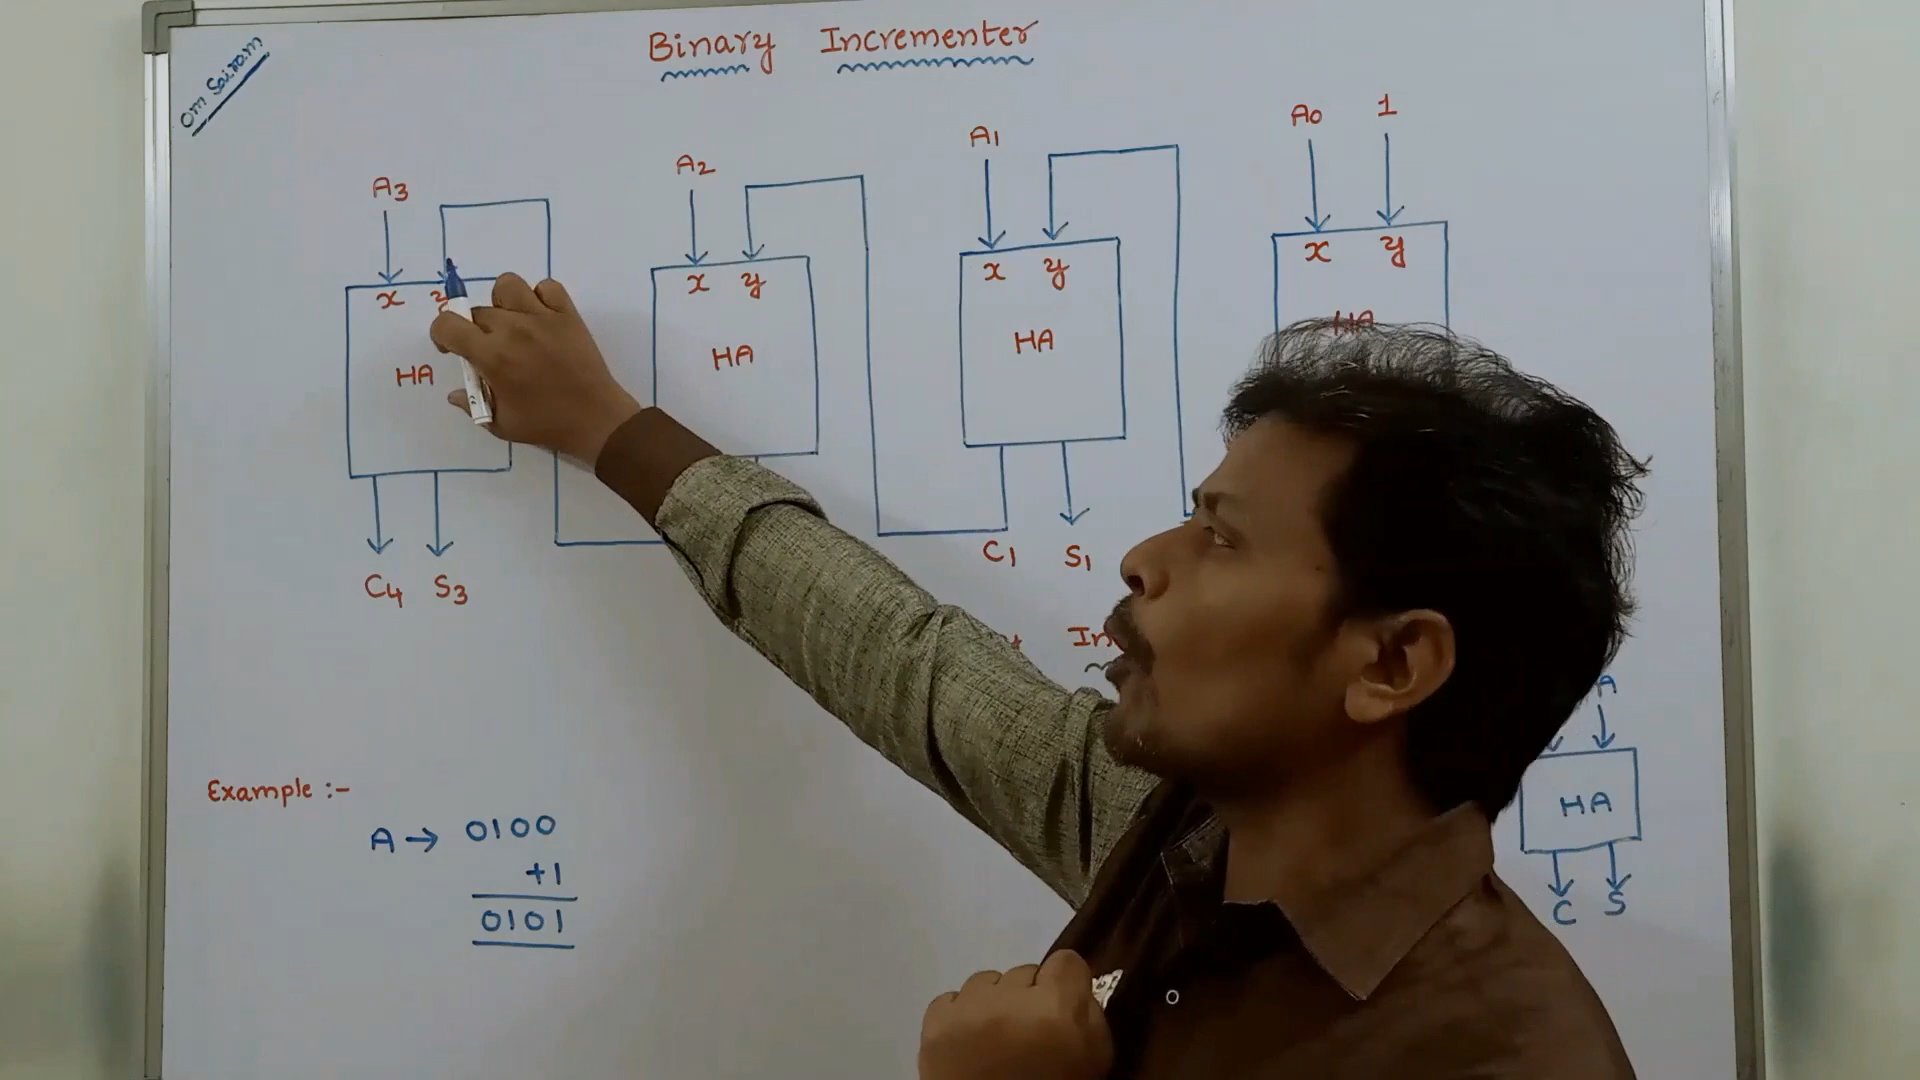 Om Sairam
Binary Incrementer
A3 A2 A1 A0 1
x y x y x y x y
HA HA HA HA
C4 S3 C1 S1
A
Example :-
HA
A → 0100
+1
0101
C S